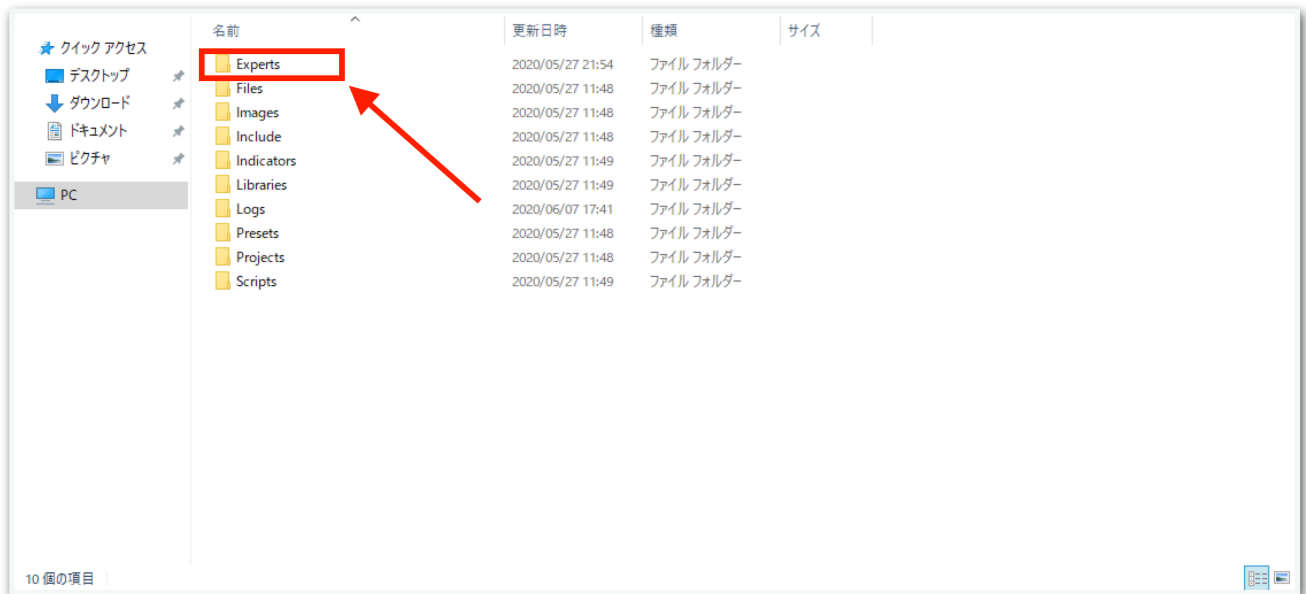 クイック アクセス
デスクトップ
ダウンロード
ドキュメント
ピクチャ
PC
名前 更新日時 種類 サイズ
Experts 2020/05/27 21:54 ファイル フォルダー
Files 2020/05/27 11:48 ファイル フォルダー
Images 2020/05/27 11:48 ファイル フォルダー
Include 2020/05/27 11:48 ファイル フォルダー
Indicators 2020/05/27 11:49 ファイル フォルダー
Libraries 2020/05/27 11:49 ファイル フォルダー
Logs 2020/06/07 17:41 ファイル フォルダー
Presets 2020/05/27 11:48 ファイル フォルダー
Projects 2020/05/27 11:48 ファイル フォルダー
Scripts 2020/05/27 11:49 ファイル フォルダー
10 個の項目